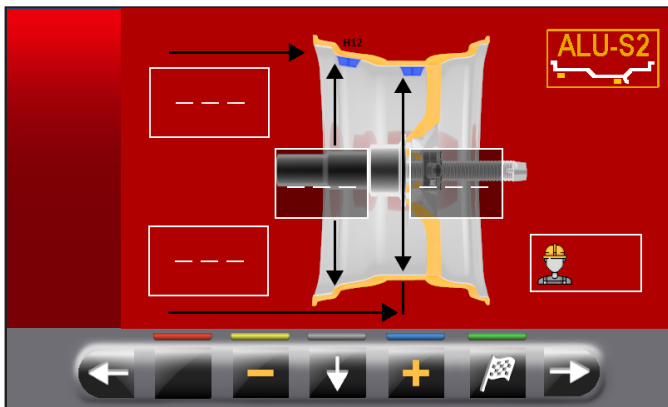 H12
ALU-S2
– – –
– – –
– – –
– – –